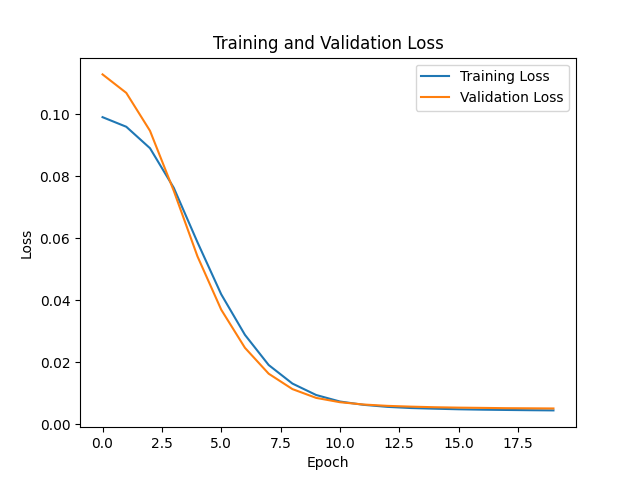 Training and Validation Loss
Training Loss
Validation Loss
0.10
0.08
0.06
0.04
0.02
0.00
Loss
0.0 2.5 5.0 7.5 10.0 12.5 15.0 17.5
Epoch